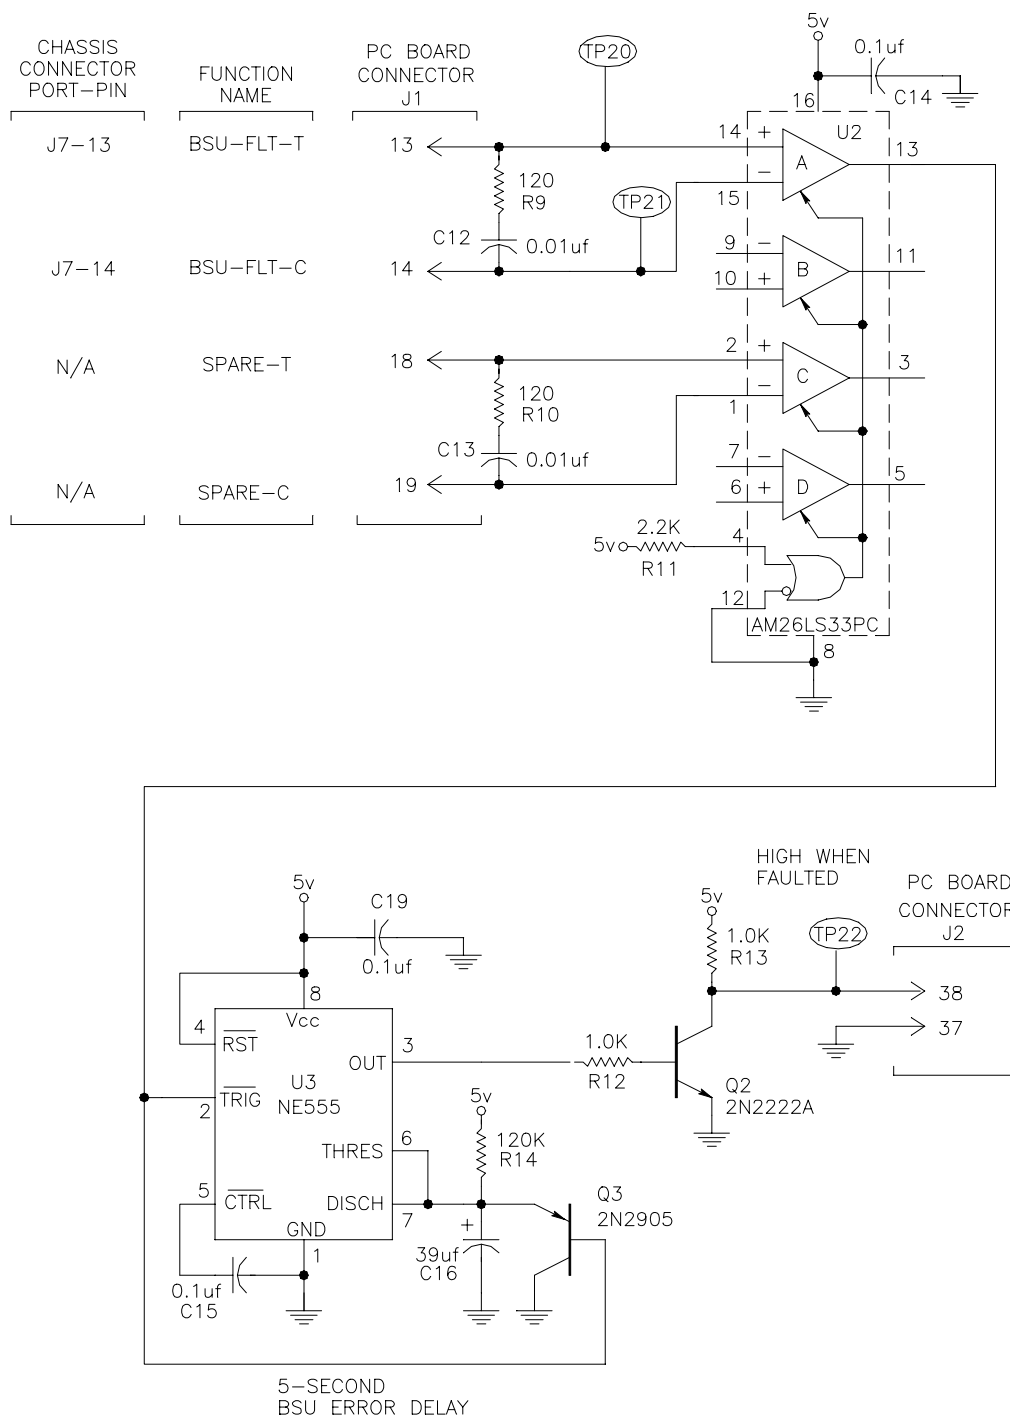 CHASSIS
CONNECTOR
PORT-PIN
FUNCTION
NAME
PC BOARD
CONNECTOR
J1
J7-13
BSU-FLT-T
13
J7-14
BSU-FLT-C
14
N/A
SPARE-T
18
N/A
SPARE-C
19
TP20
TP21
120
R9
C12
0.01uf
120
R10
C13
0.01uf
5v
0.1uf
C14
16
U2
14
+
A
13
-
15
9
-
B
11
10
+
2
+
C
3
-
1
7
-
D
5
6
+
5v
2.2K
R11
4
12
AM26LS33PC
8
5v
C19
0.1uf
8
Vcc
4
RST
3
OUT
U3
NE555
TRIG
2
6
THRES
5
CTRL
DISCH
7
GND
1
0.1uf
C15
5v
120K
R14
+
39uf
C16
Q3
2N2905
1.0K
R12
Q2
2N2222A
5v
1.0K
R13
HIGH WHEN
FAULTED
TP22
PC BOARD
CONNECTOR
J2
38
37
5-SECOND
BSU ERROR DELAY